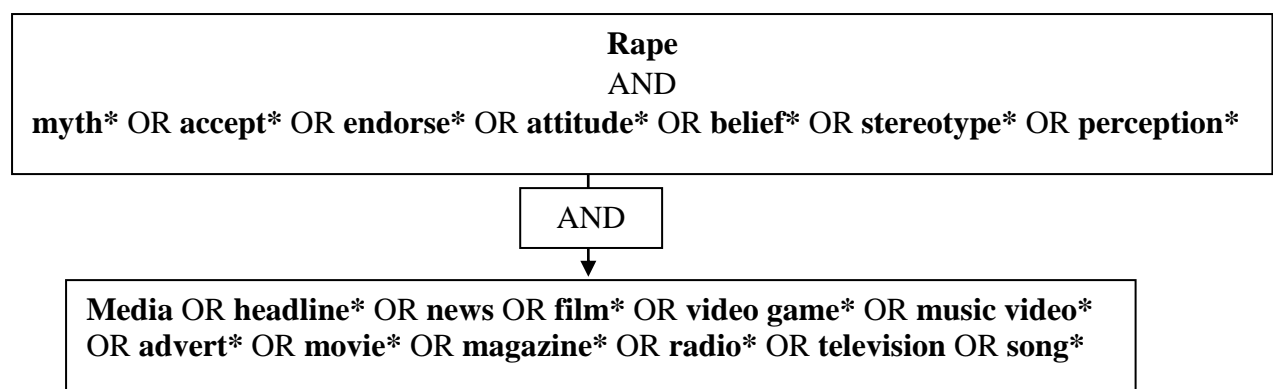 Rape
AND
myth* OR accept* OR endorse* OR attitude* OR belief* OR stereotype* OR perception*
AND
Media OR headline* OR news OR film* OR video game* OR music video*
OR advert* OR movie* OR magazine* OR radio* OR television OR song*